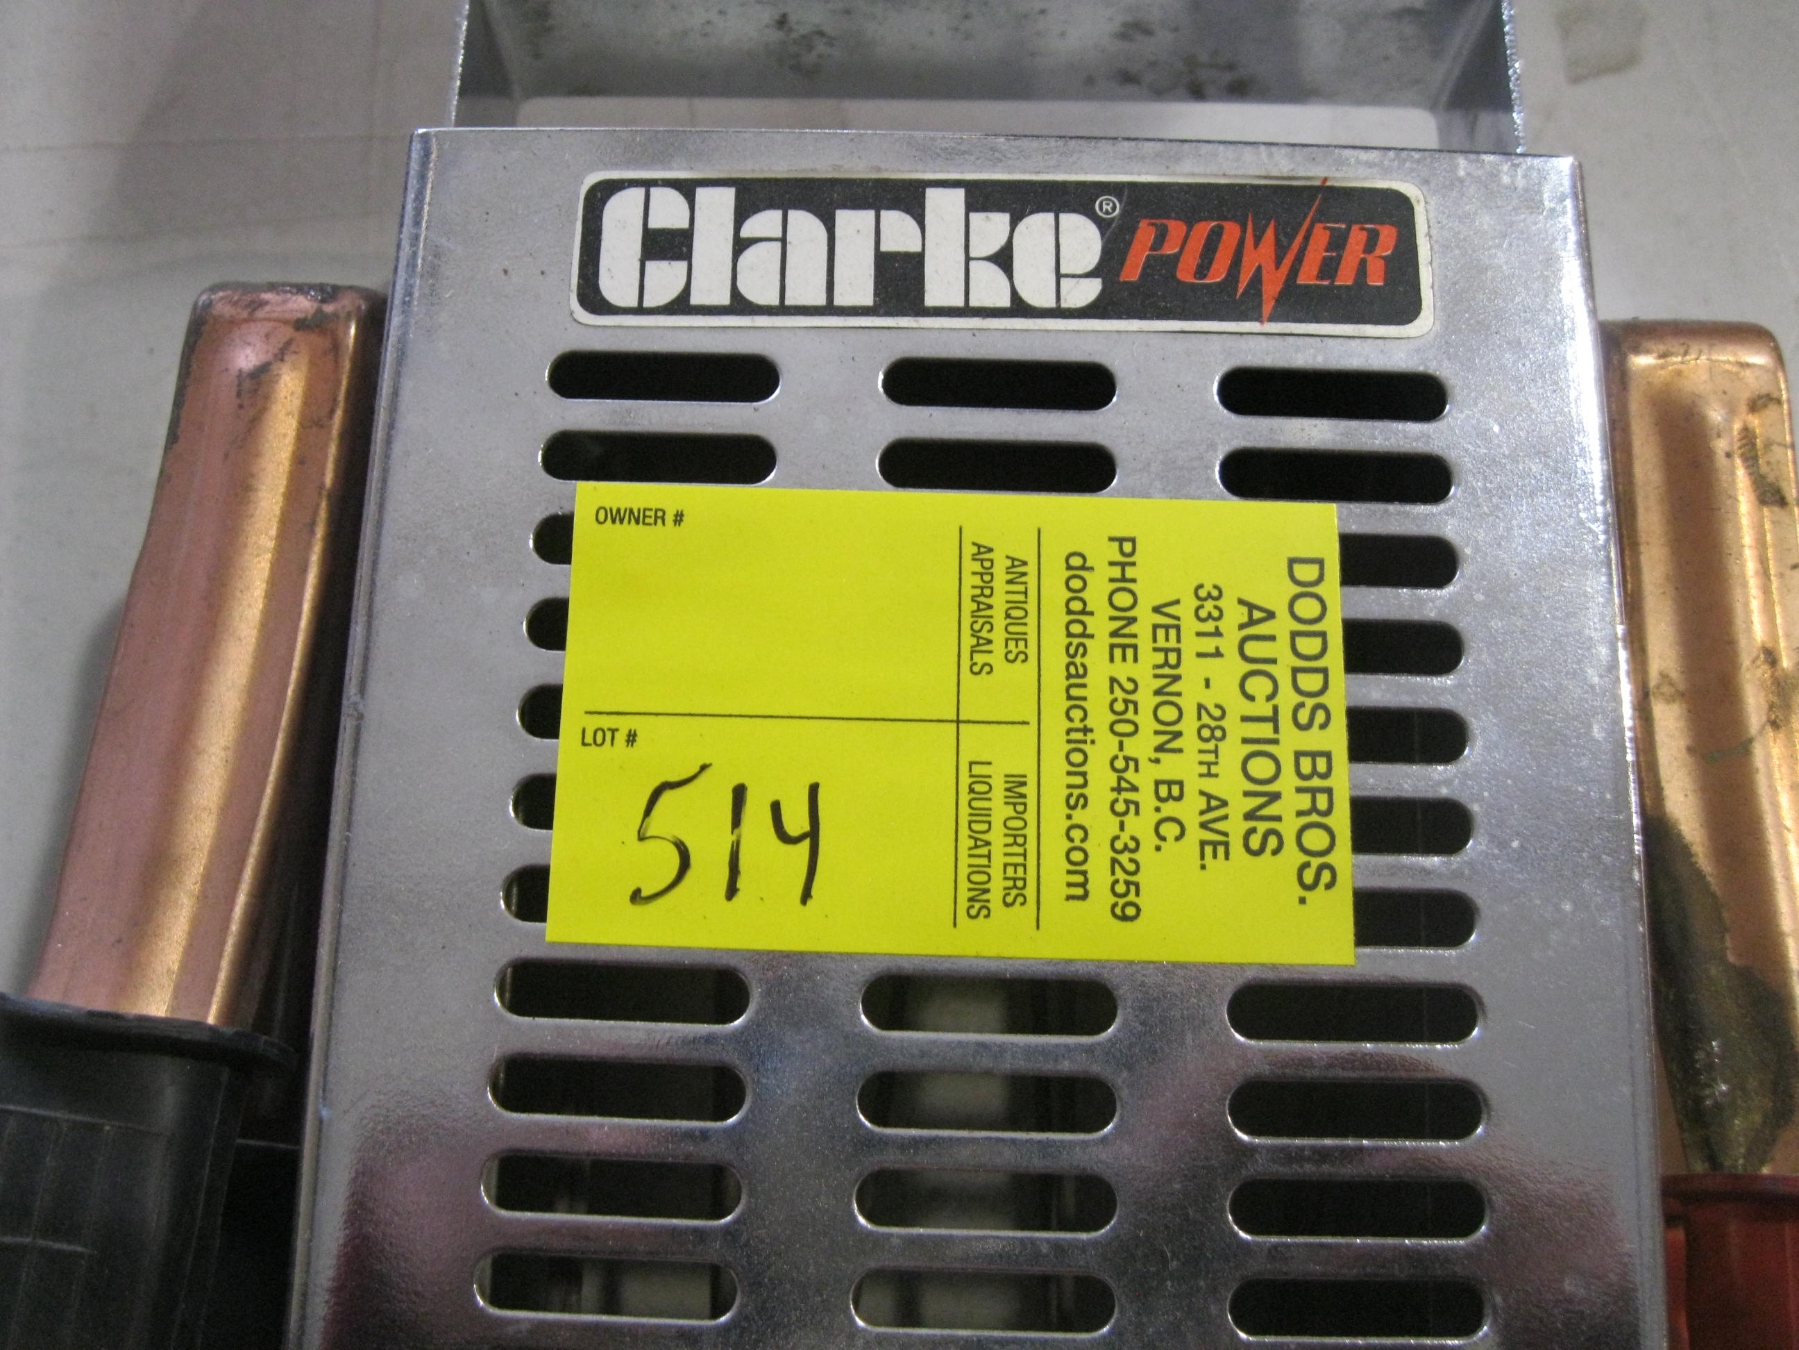 Clarke® POWER
OWNER #
LOT #
514
DODDS BROS.
AUCTIONS
3311 - 28TH AVE.
VERNON, B.C.
PHONE 250-545-3259
doddsauctions.com
ANTIQUES
APPRAISALS
IMPORTERS
LIQUIDATIONS